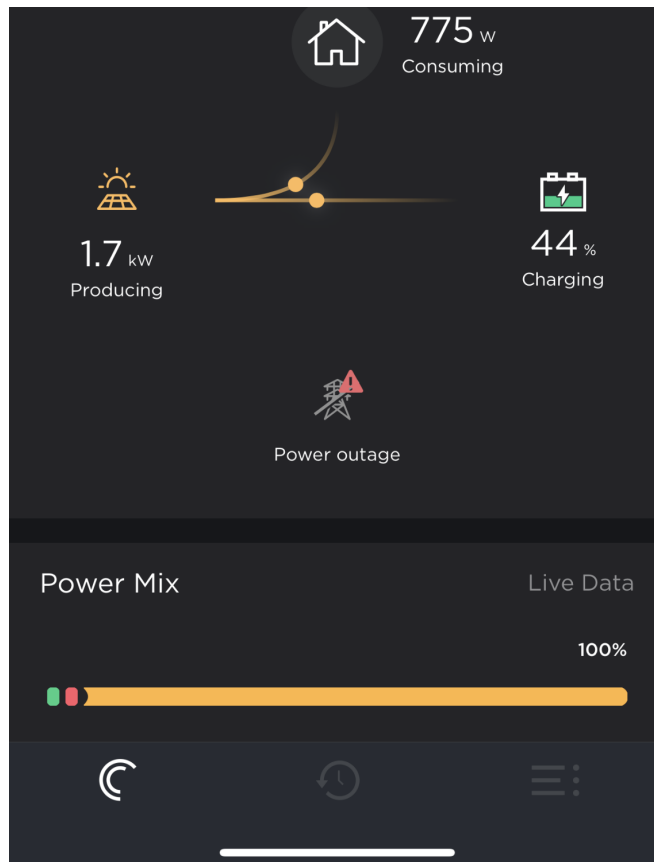 775 W
Consuming
1.7 kW
Producing
44 %
Charging
Power outage
Power Mix
Live Data
100%